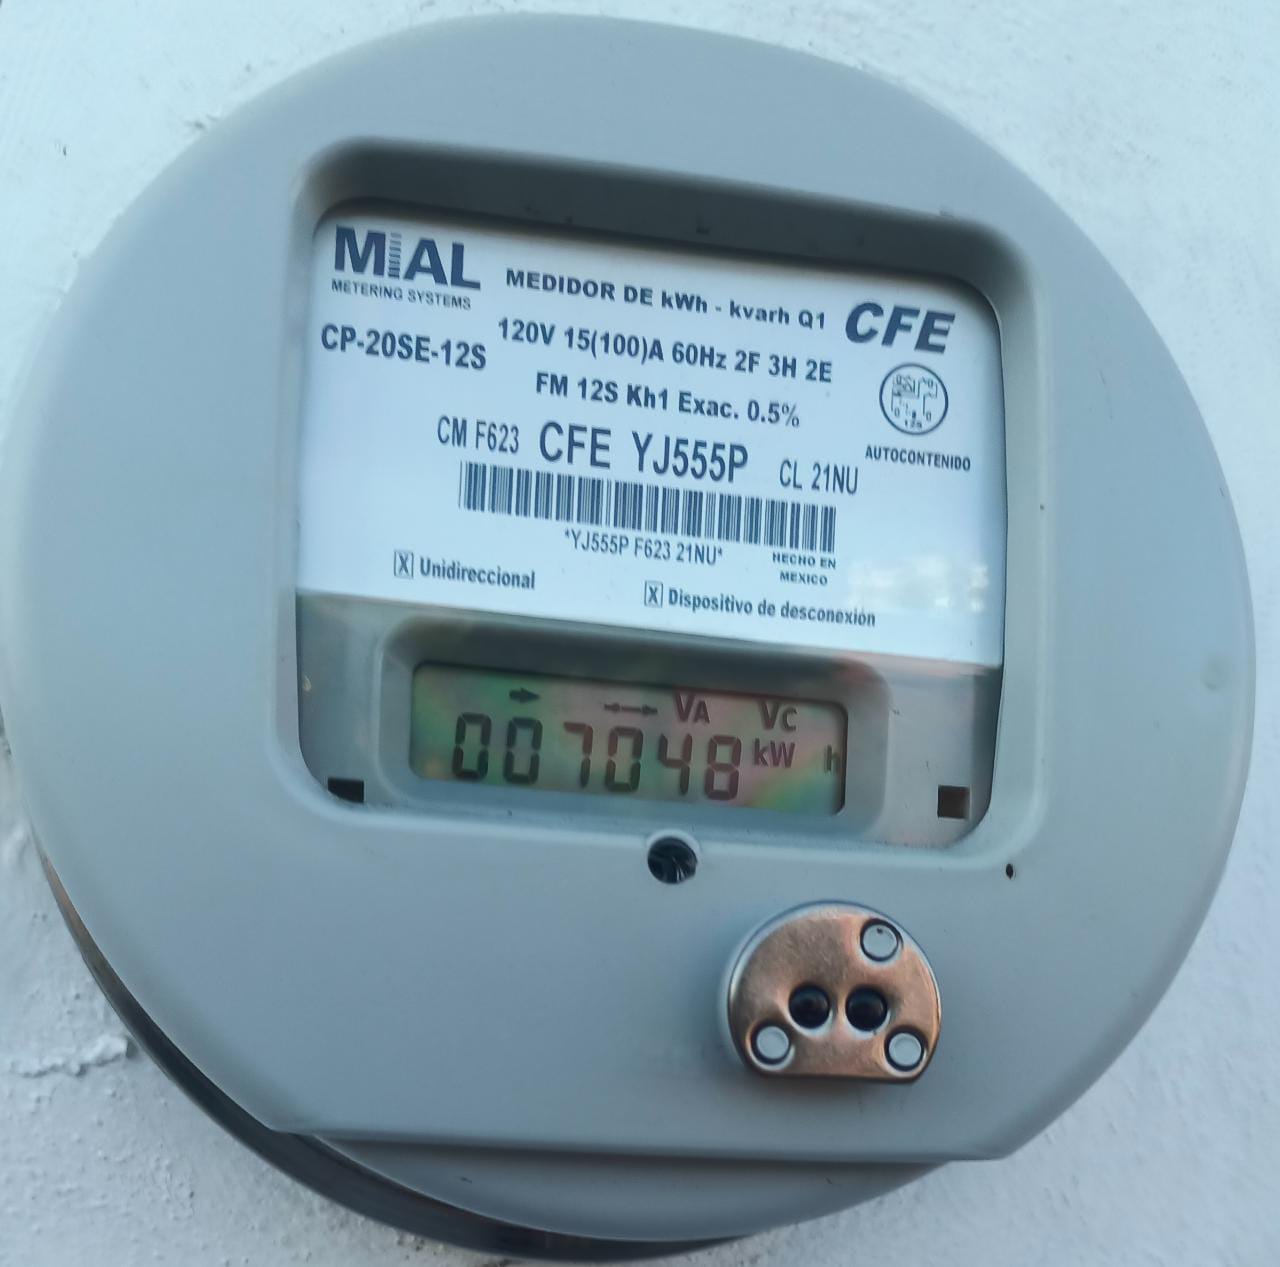 MIAL
METERING SYSTEMS
MEDIDOR DE kWh - kvarh Q1
CFE
CP-20SE-12S
120V 15(100)A 60Hz 2F 3H 2E
FM 12S Kh1 Exac. 0.5%
12S
AUTOCONTENIDO
CM F623 CFE YJ555P CL 21NU
*YJ555P F623 21NU*
HECHO EN
MEXICO
X Unidireccional
X Dispositivo de desconexión
VA VC
007048 kW h